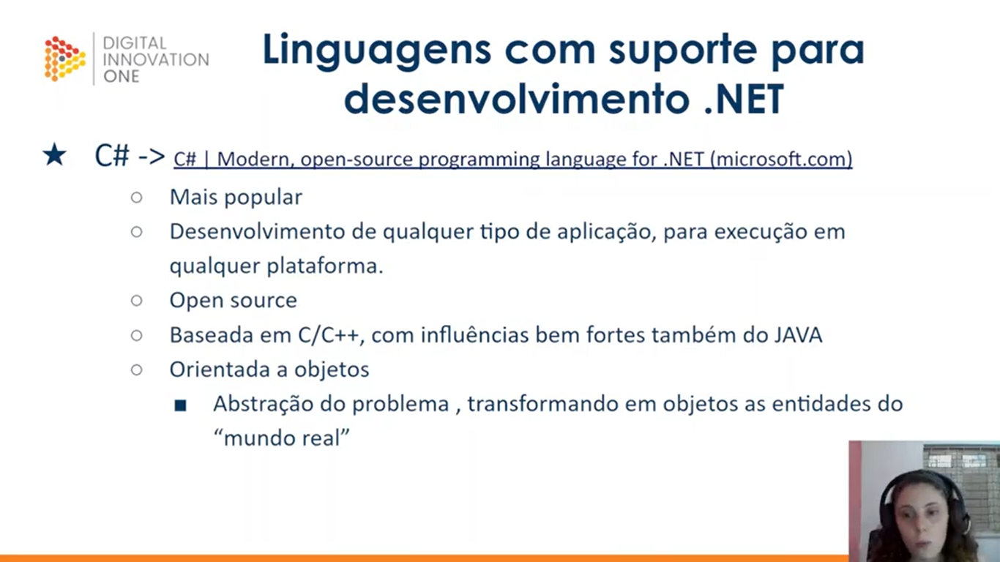 DIGITAL
INNOVATION
ONE
Linguagens com suporte para
desenvolvimento .NET
★ C# -> C# | Modern, open-source programming language for .NET (microsoft.com)
○ Mais popular
○ Desenvolvimento de qualquer tipo de aplicação, para execução em
qualquer plataforma.
○ Open source
○ Baseada em C/C++, com influências bem fortes também do JAVA
○ Orientada a objetos
■ Abstração do problema , transformando em objetos as entidades do
“mundo real”